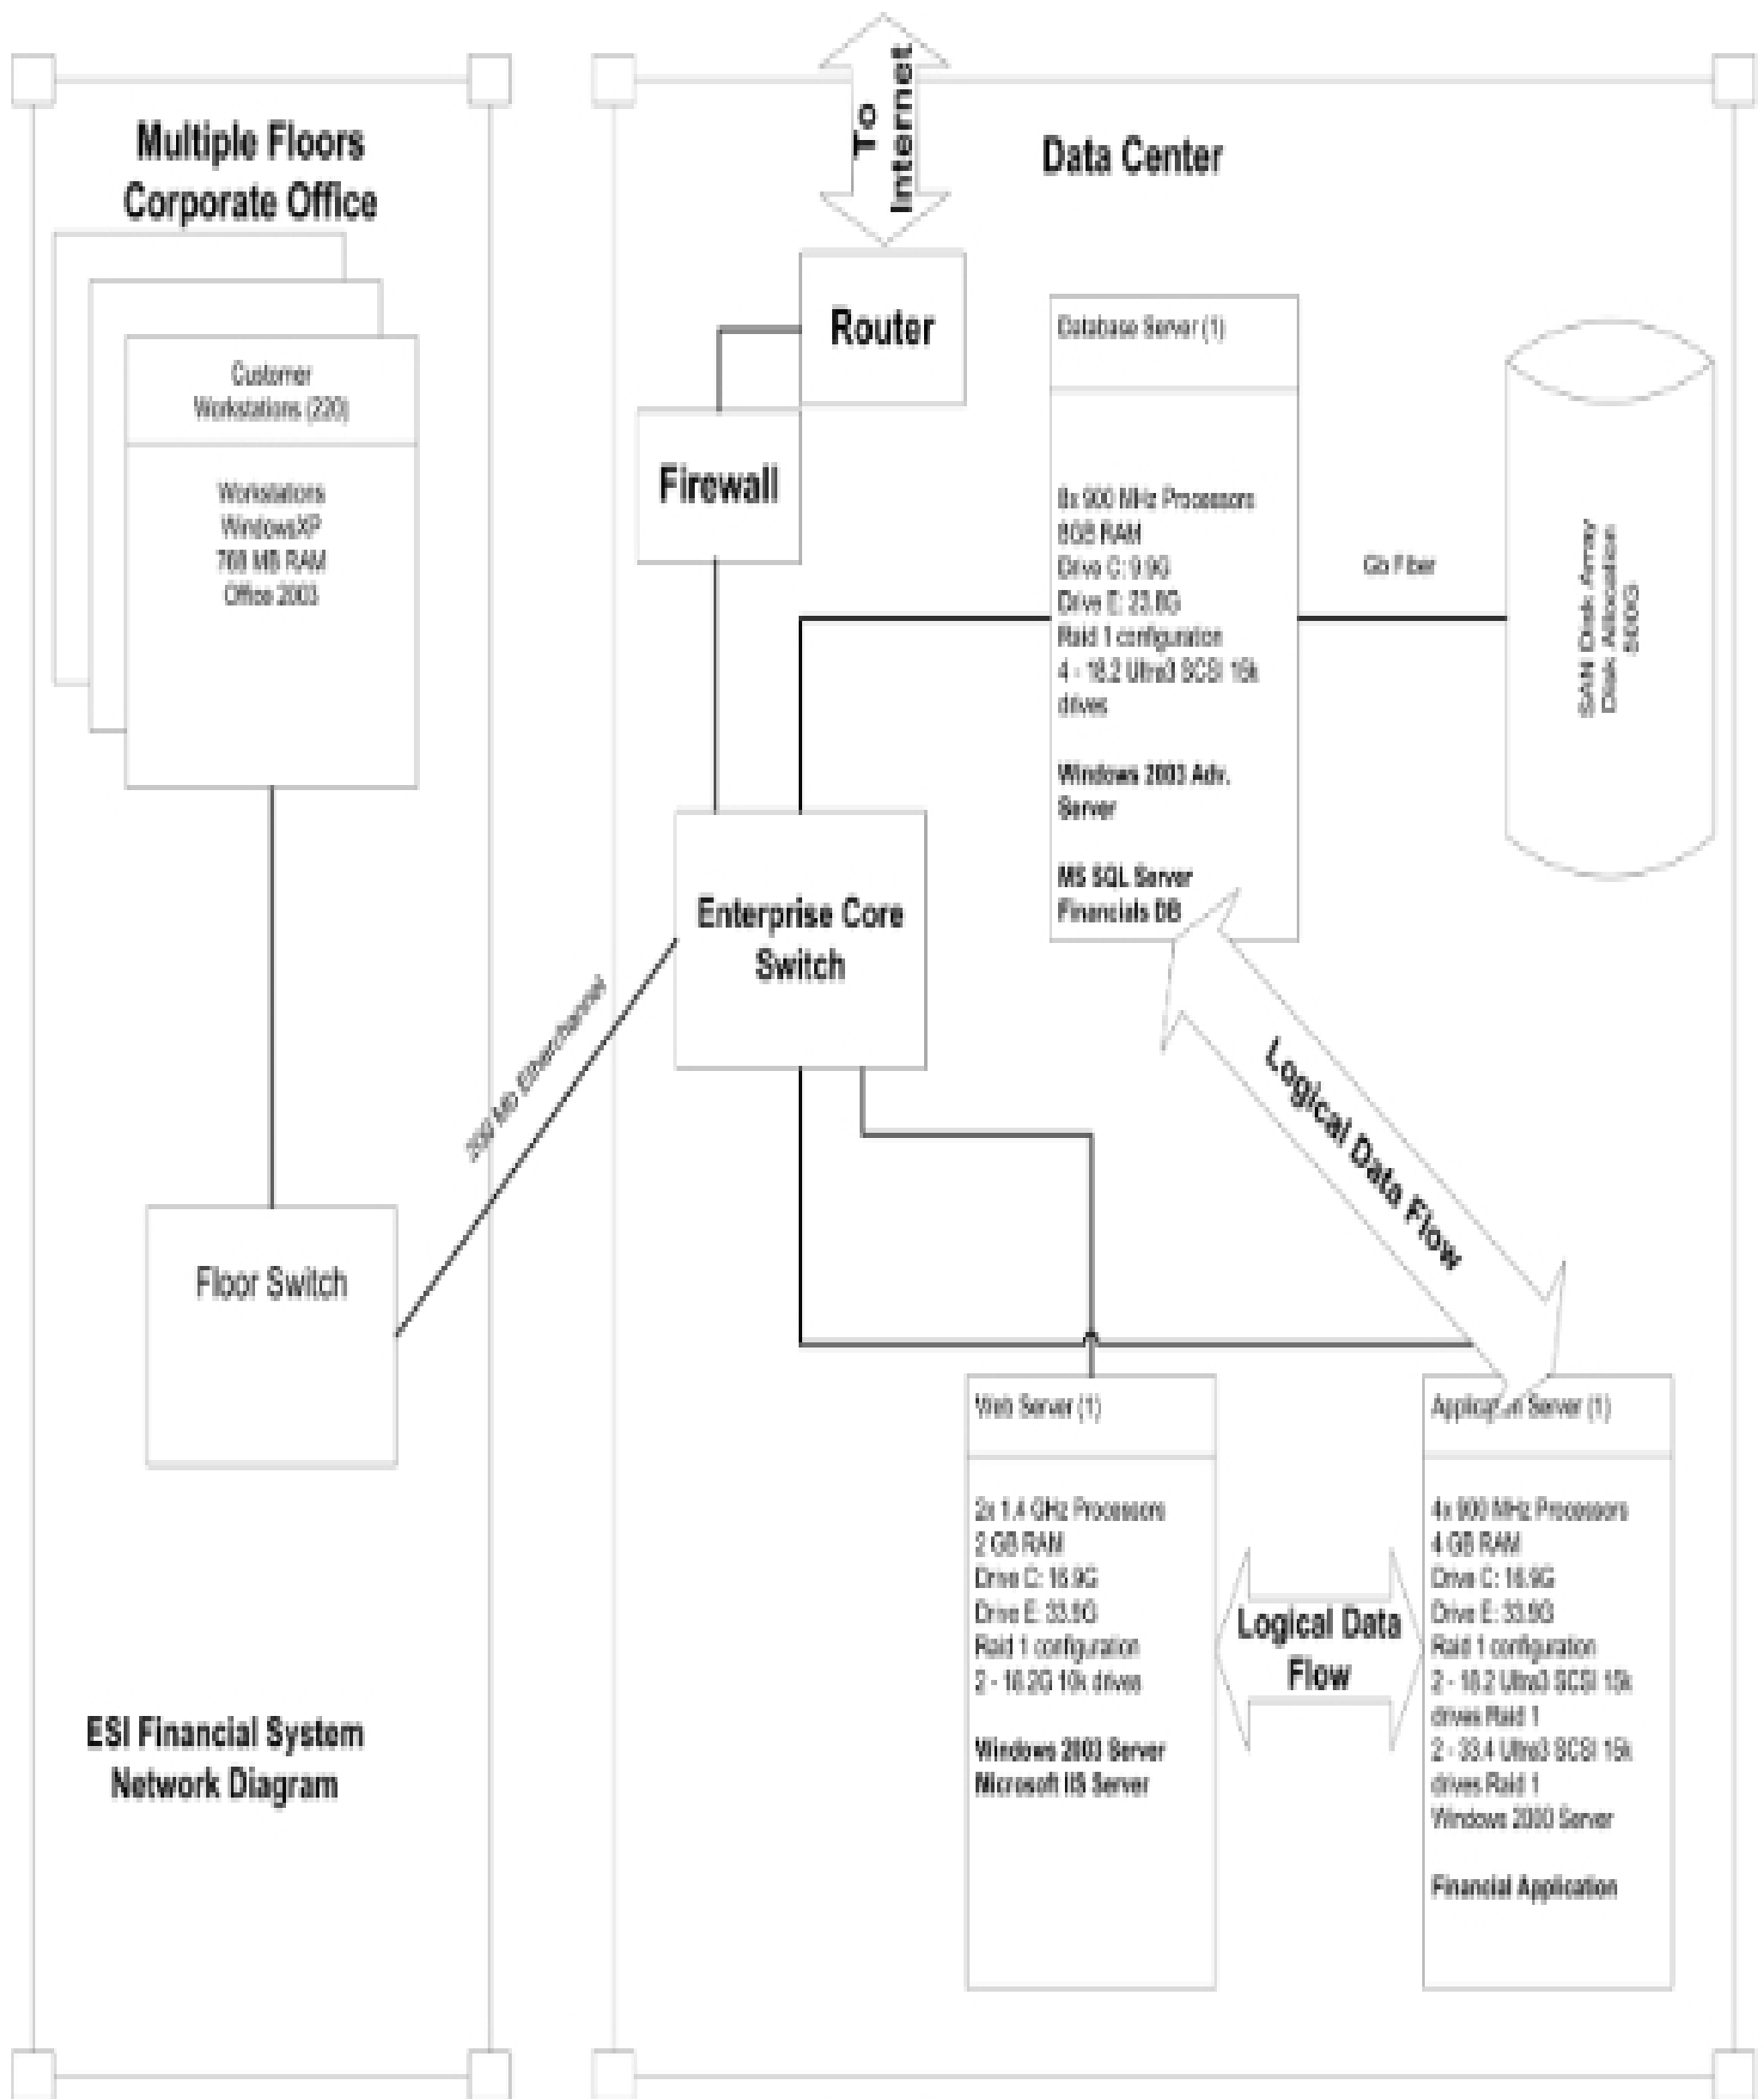 To
Internet
Multiple Floors
Corporate Office
Data Center
Customer
Workstations (220)
Workstations
WindowsXP
768 MB RAM
Office 2003
Router
Firewall
Database Server (1)
8x 900 MHz Processors
8GB RAM
Drive C: 9.9G
Drive E: 23.8G
Raid 1 configuration
4 - 18.2 Ultra3 SCSI 15k
drives
Windows 2003 Adv.
Server
MS SQL Server
Financials DB
Gb Fiber
SAN Disk Array
Disk Allocation
Enterprise Core
Switch
200 Mb Etherchannel
Floor Switch
Logical Data Flow
Web Server (1)
2x 1.4 GHz Processors
2 GB RAM
Drive C: 16.9G
Drive E: 33.9G
Raid 1 configuration
2 - 18.2G 10k drives
Windows 2003 Server
Microsoft IIS Server
Logical Data
Flow
Server (1)
4x 900 MHz Processors
4 GB RAM
Drive C: 16.9G
Drive E: 33.9G
Raid 1 configuration
2 - 18.2 Ultra3 SCSI 15k
drives Raid 1
2 - 33.4 Ultra3 SCSI 15k
drives Raid 1
Windows 2000 Server
Financial Application
ESI Financial System
Network Diagram